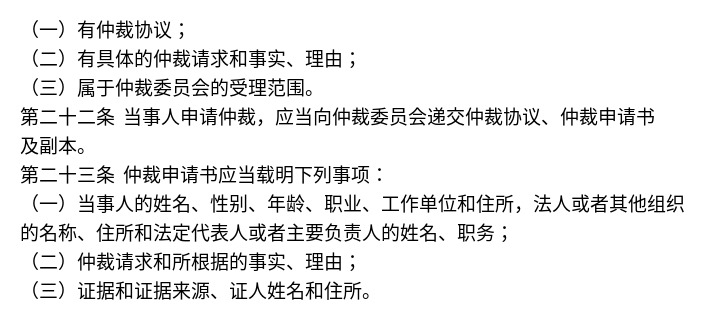 （一）有仲裁协议；
（二）有具体的仲裁请求和事实、理由；
（三）属于仲裁委员会的受理范围。
第二十二条 当事人申请仲裁，应当向仲裁委员会递交仲裁协议、仲裁申请书
及副本。
第二十三条 仲裁申请书应当载明下列事项：
（一）当事人的姓名、性别、年龄、职业、工作单位和住所，法人或者其他组织
的名称、住所和法定代表人或者主要负责人的姓名、职务；
（二）仲裁请求和所根据的事实、理由；
（三）证据和证据来源、证人姓名和住所。